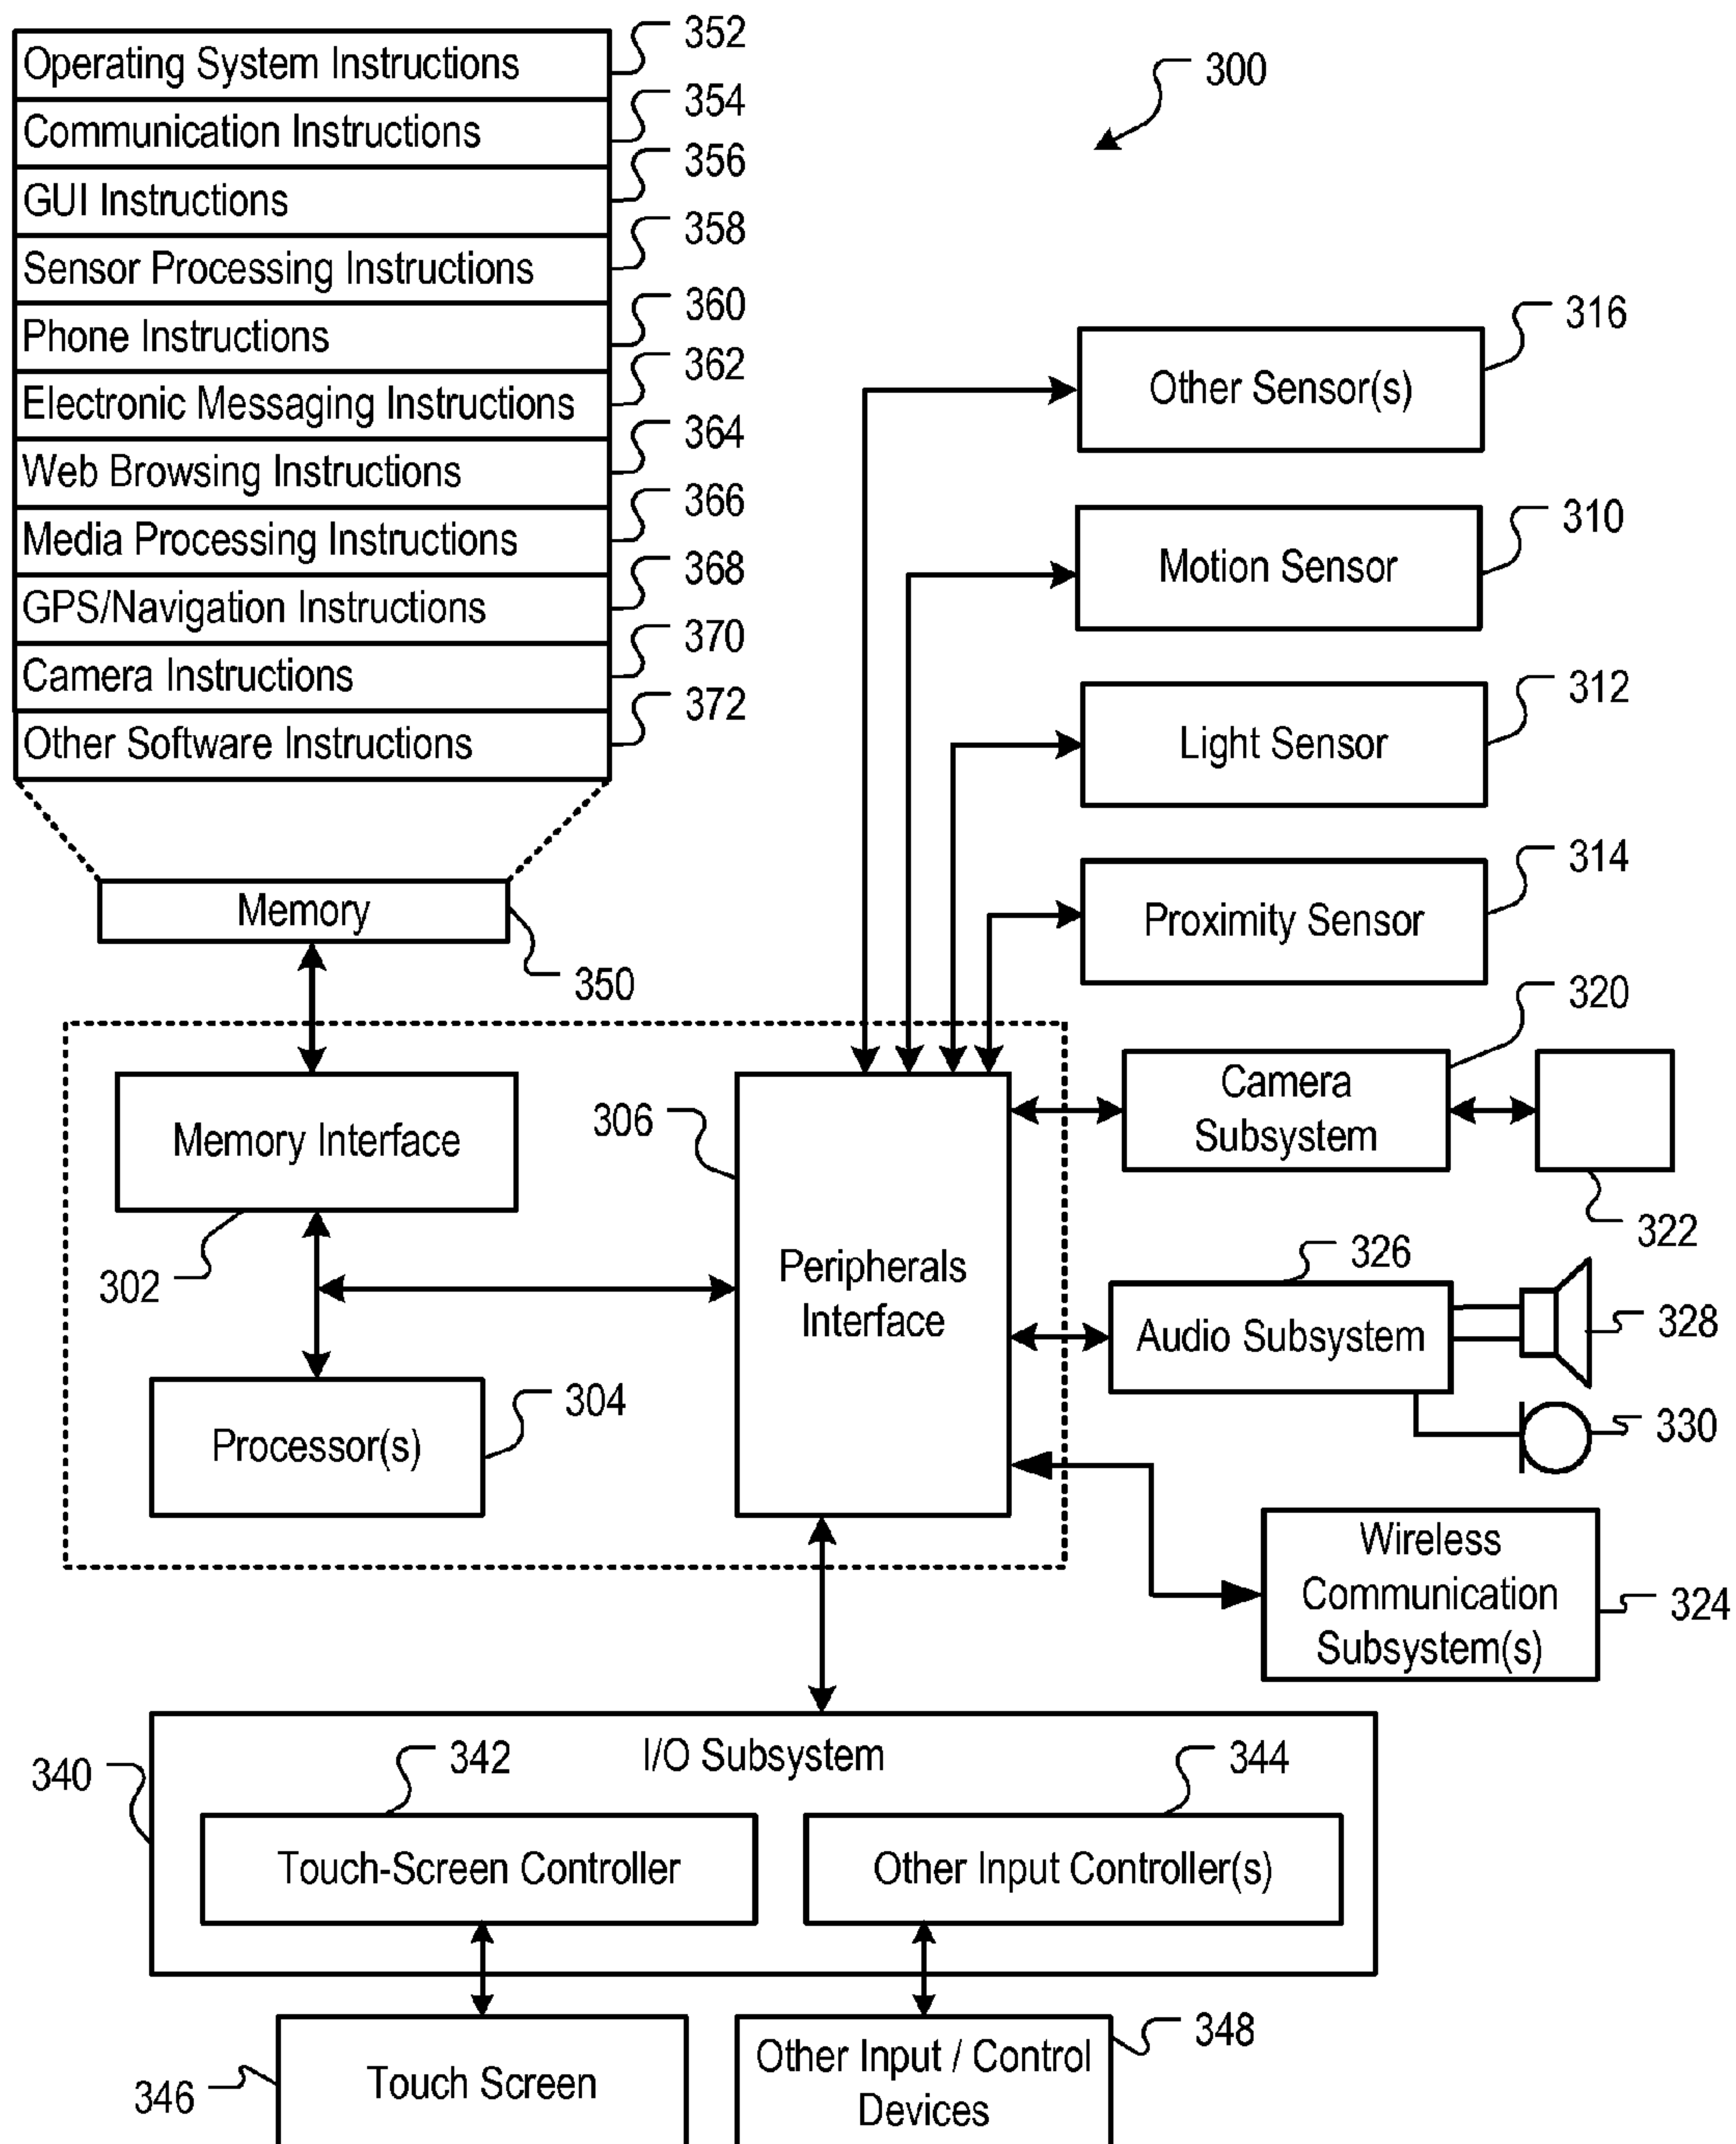 Operating System Instructions
352
Communication Instructions
354
GUI Instructions
356
Sensor Processing Instructions
358
Phone Instructions
360
Electronic Messaging Instructions
362
Web Browsing Instructions
364
Media Processing Instructions
366
GPS/Navigation Instructions
368
Camera Instructions
370
Other Software Instructions
372
300
Memory
350
Other Sensor(s)
316
Motion Sensor
310
Light Sensor
312
Proximity Sensor
314
Memory Interface
302
Processor(s)
304
306
Peripherals
Interface
Camera
Subsystem
320
322
326
Audio Subsystem
328
330
Wireless
Communication
Subsystem(s)
324
340
I/O Subsystem
342
Touch-Screen Controller
344
Other Input Controller(s)
346
Touch Screen
Other Input / Control
Devices
348